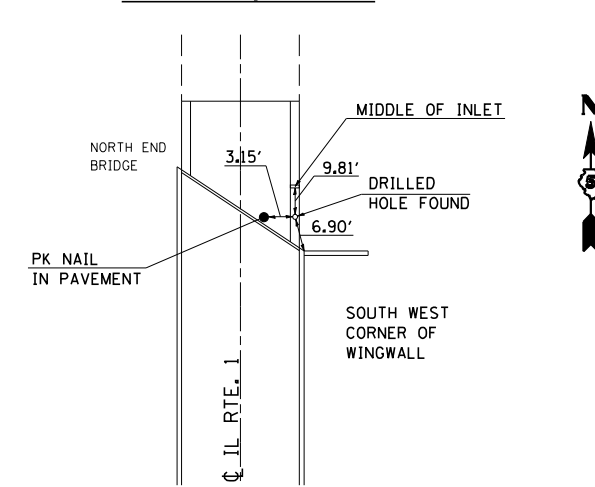 MIDDLE OF INLET
N
NORTH END
BRIDGE
3.15'
9.81'
DRILLED
HOLE FOUND
6.90'
PK NAIL
IN PAVEMENT
SOUTH WEST
CORNER OF
WINGWALL
℄ IL RTE. 1